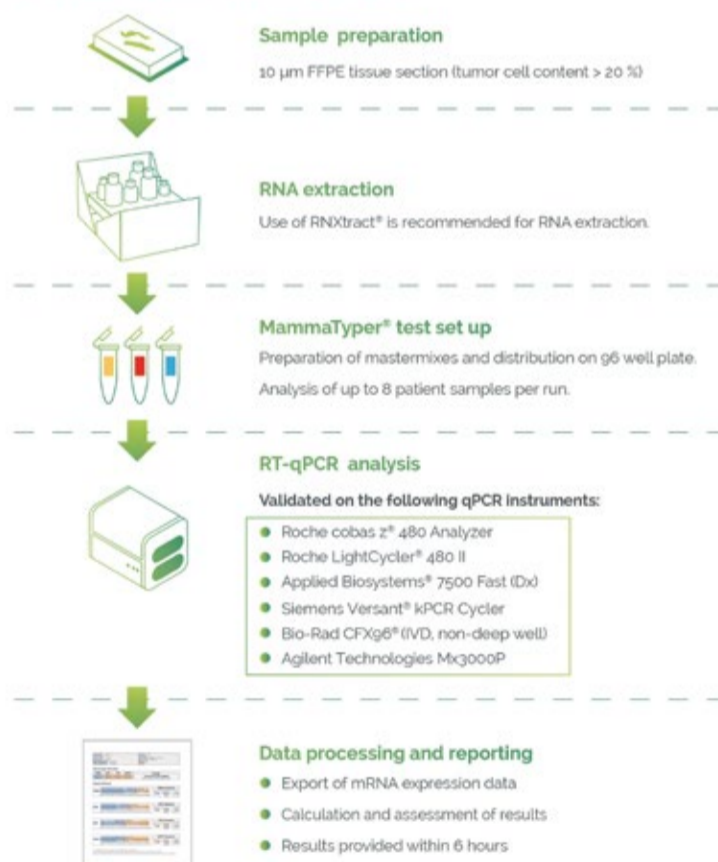 Sample preparation
10 µm FFPE tissue section (tumor cell content > 20 %)
RNA extraction
Use of RNXtract® is recommended for RNA extraction.
MammaTyper® test set up
Preparation of mastermixes and distribution on 96 well plate.
Analysis of up to 8 patient samples per run.
RT-qPCR analysis
Validated on the following qPCR instruments:
Roche cobas z® 480 Analyzer
Roche LightCycler® 480 II
Applied Biosystems® 7500 Fast (Dx)
Siemens Versant® kPCR Cycler
Bio-Rad CFX96® (IVD, non-deep well)
Agilent Technologies Mx3000P
Data processing and reporting
Export of mRNA expression data
Calculation and assessment of results
Results provided within 6 hours